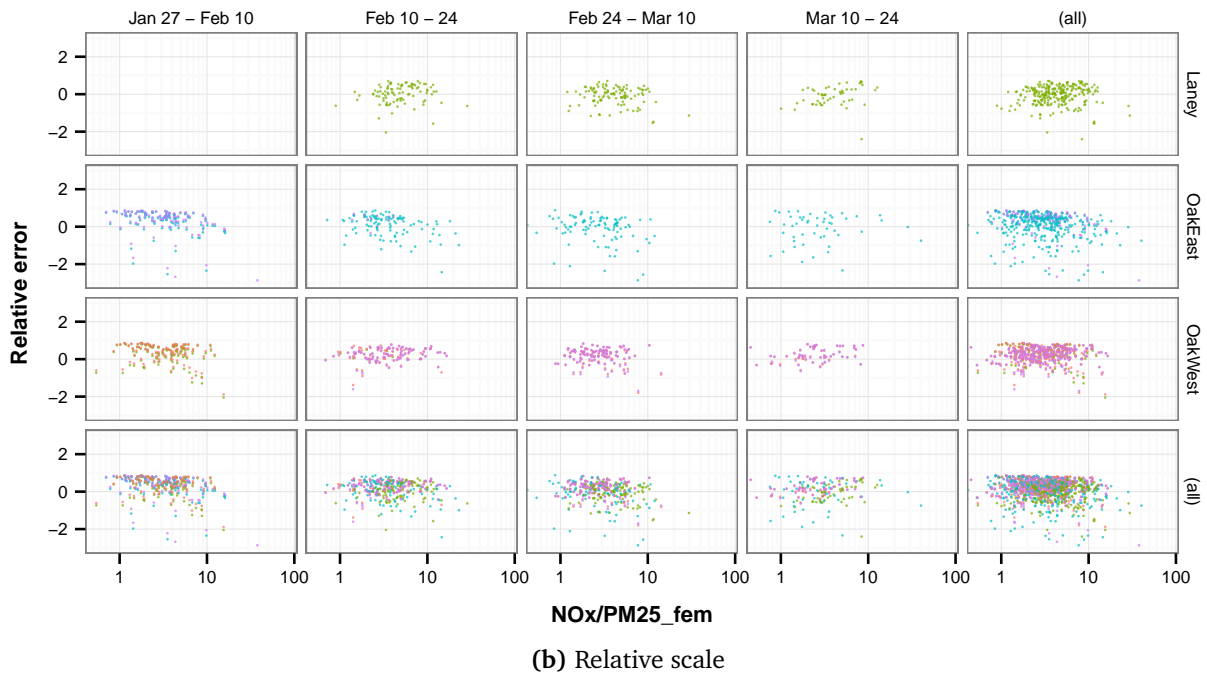 Jan 27 − Feb 10 Feb 10 − 24 Feb 24 − Mar 10 Mar 10 − 24 (all)
2
0
−2
Laney
2
0
−2
OakEast
2
0
−2
OakWest
2
0
−2
(all)
Relative error
1 10 100 1 10 100 1 10 100 1 10 100 1 10 100
NOx/PM25_fem
(b) Relative scale